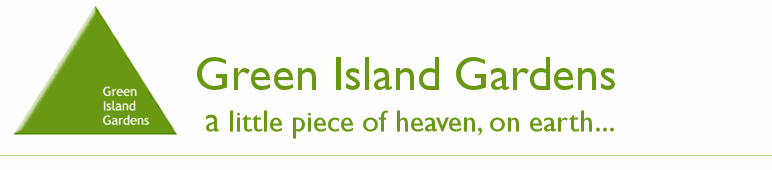 Green
Island
Gardens
Green Island Gardens
a little piece of heaven, on earth...